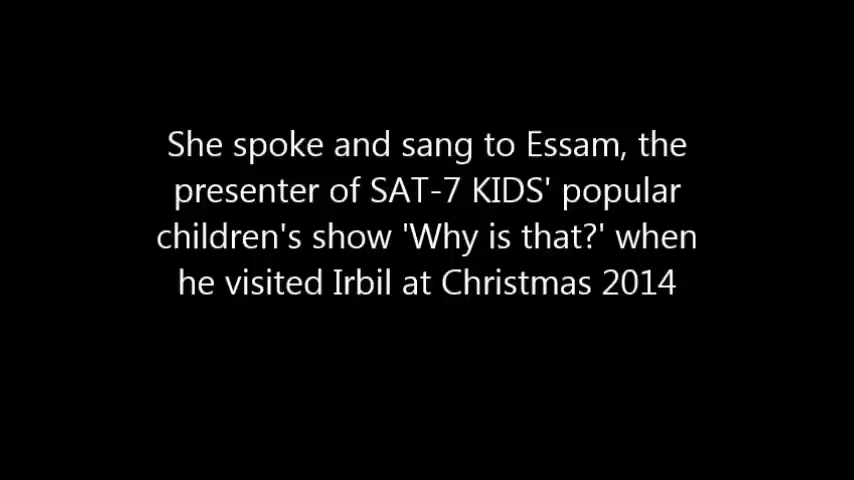 She spoke and sang to Essam, the
presenter of SAT-7 KIDS' popular
children's show 'Why is that?' when
he visited Irbil at Christmas 2014